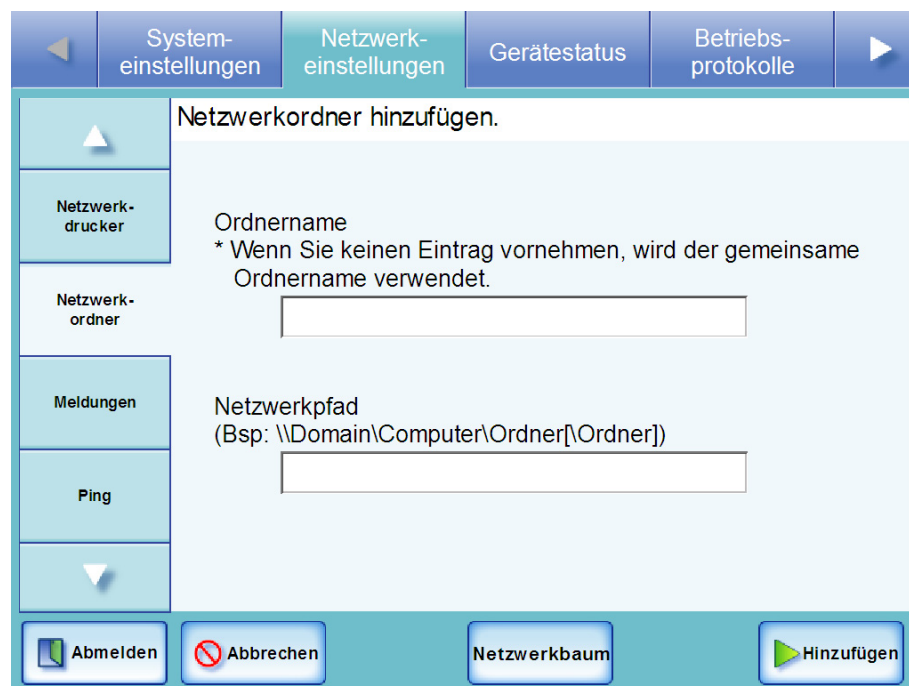 System-
einstellungen
Netzwerk-
einstellungen
Gerätestatus
Betriebs-
protokolle
Netzwerkordner hinzufügen.
Netzwerk-
drucker
Netzwerk-
ordner
Meldungen
Ping
Ordnername
* Wenn Sie keinen Eintrag vornehmen, wird der gemeinsame
Ordnername verwendet.
Netzwerkpfad
(Bsp: \\Domain\Computer\Ordner[\Ordner])
Abmelden
Abbrechen
Netzwerkbaum
Hinzufügen